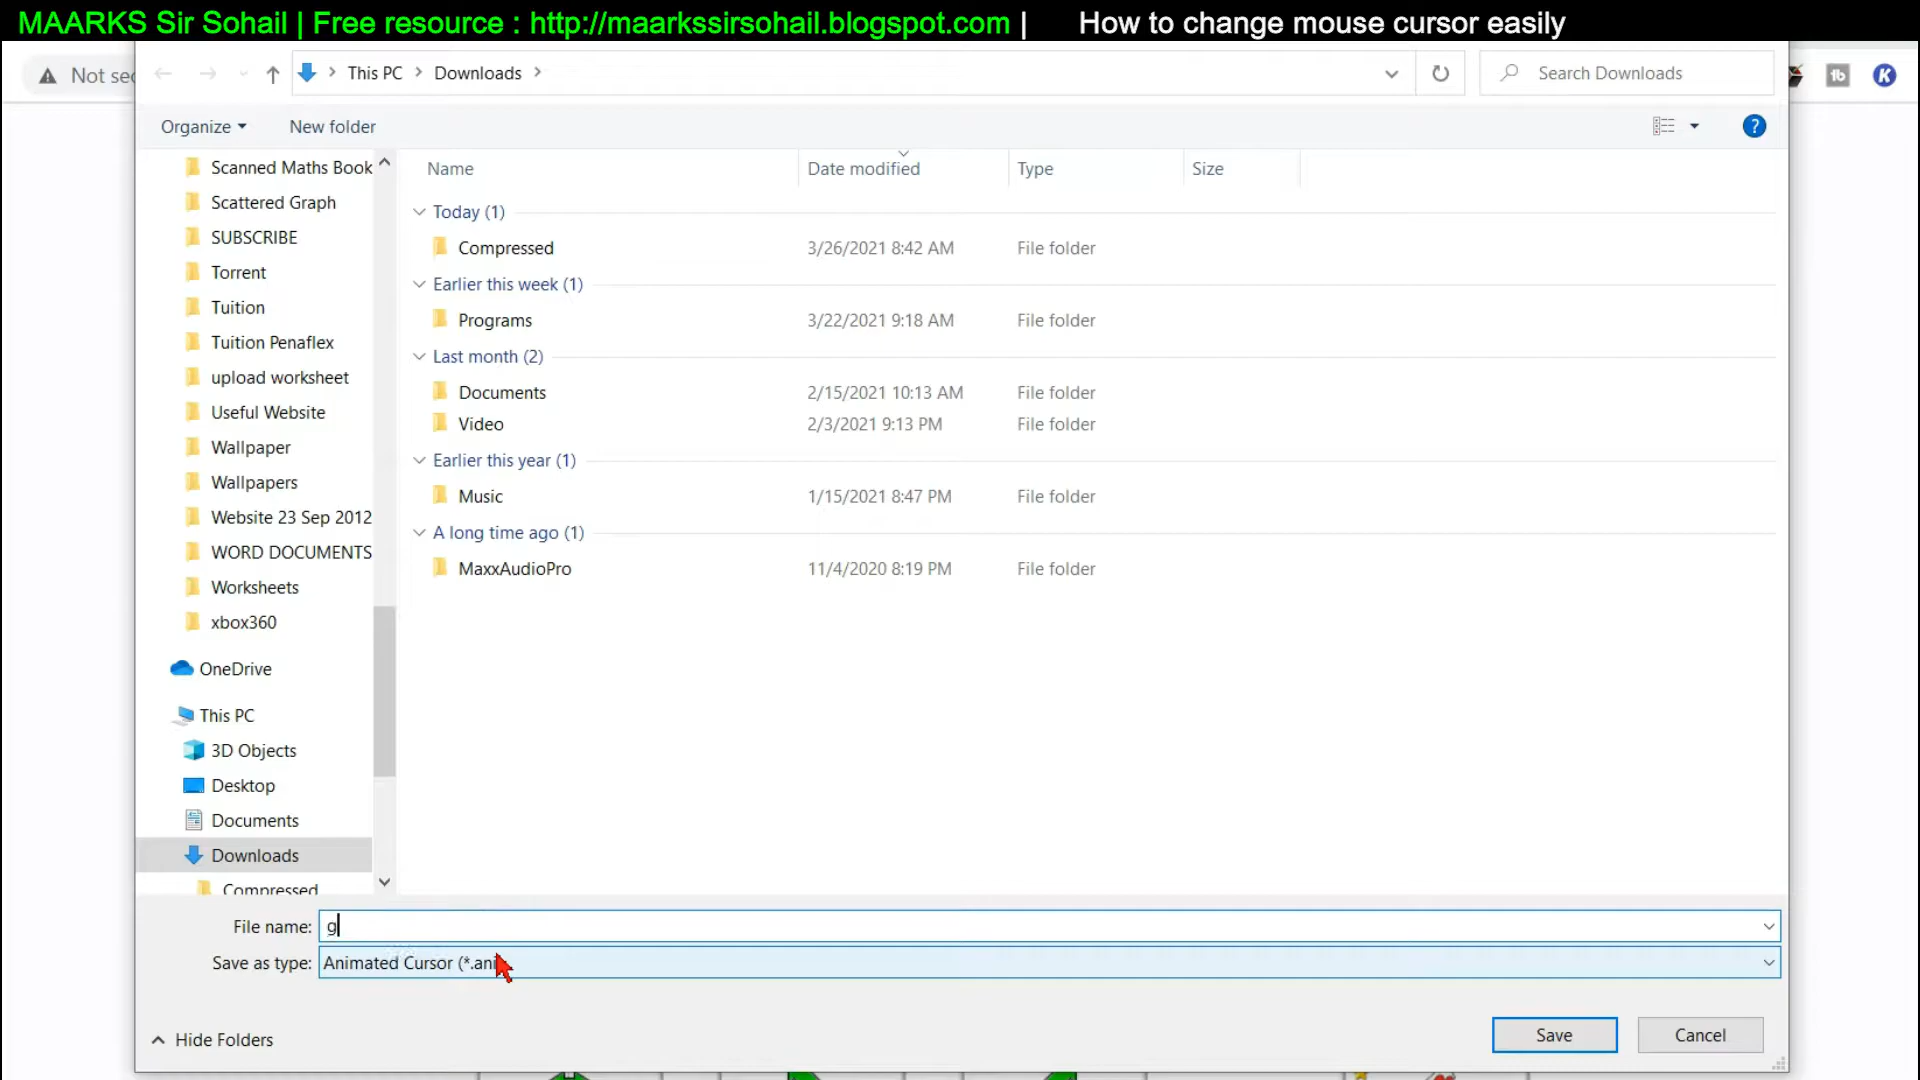 MAARKS Sir Sohail | Free resource : http://maarkssirsohail.blogspot.com | How to change mouse cursor easily
Not sec
This PC > Downloads >
Search Downloads
Organize
New folder
Name
Date modified
Type
Size
Scanned Maths Book
Scattered Graph
SUBSCRIBE
Torrent
Tuition
Tuition Penaflex
upload worksheet
Useful Website
Wallpaper
Wallpapers
Website 23 Sep 2012
WORD DOCUMENTS
Worksheets
xbox360
OneDrive
This PC
3D Objects
Desktop
Documents
Downloads
Compressed
Today (1)
Compressed 3/26/2021 8:42 AM File folder
Earlier this week (1)
Programs 3/22/2021 9:18 AM File folder
Last month (2)
Documents 2/15/2021 10:13 AM File folder
Video 2/3/2021 9:13 PM File folder
Earlier this year (1)
Music 1/15/2021 8:47 PM File folder
A long time ago (1)
MaxxAudioPro 11/4/2020 8:19 PM File folder
File name: g
Save as type: Animated Cursor (*.ani
Hide Folders
Save
Cancel